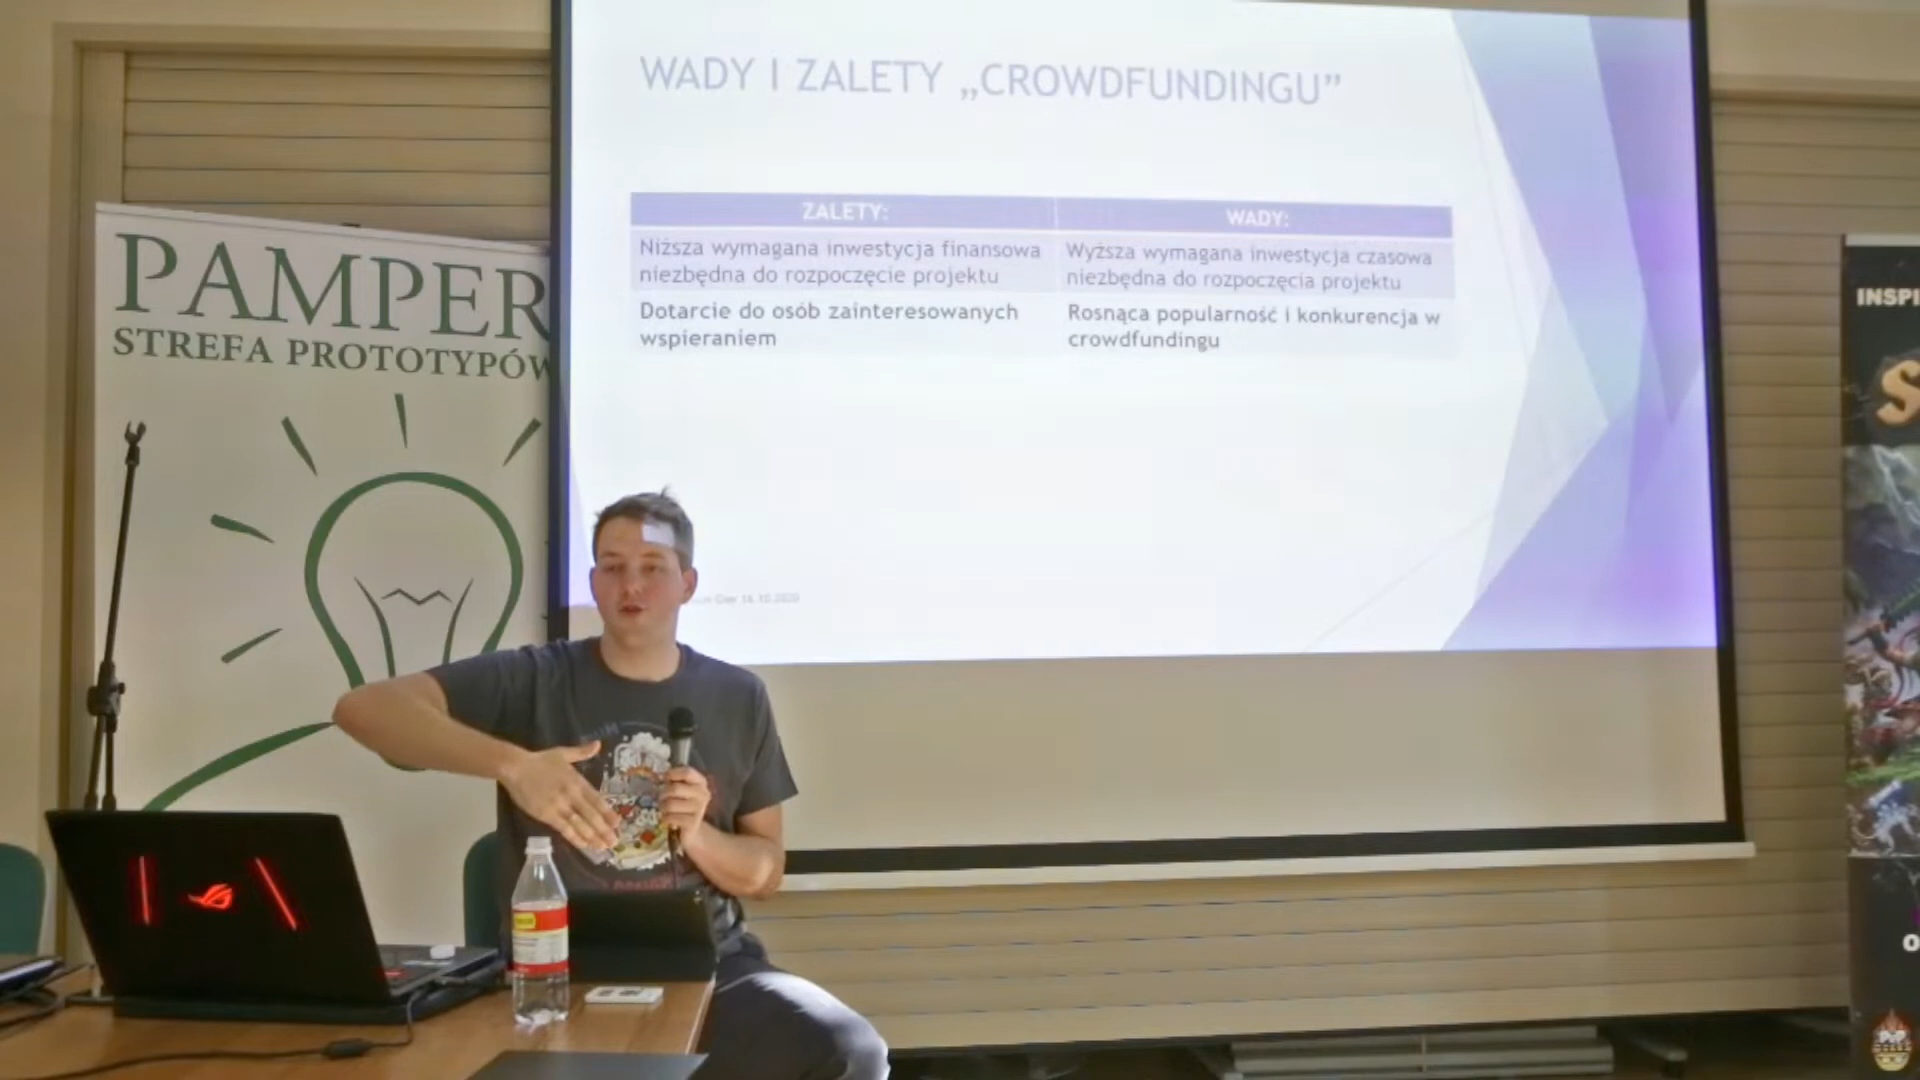 WADY I ZALETY „CROWDFUNDINGU”
ZALETY:
WADY:
Niższa wymagana inwestycja finansowa
niezbędna do rozpoczęcie projektu
Wyższa wymagana inwestycja czasowa
niezbędna do rozpoczęcia projektu
Dotarcie do osób zainteresowanych
wspieraniem
Rosnąca popularność i konkurencja w
crowdfundingu
PAMPER
STREFA PROTOTYPÓW
INSPI
S
O